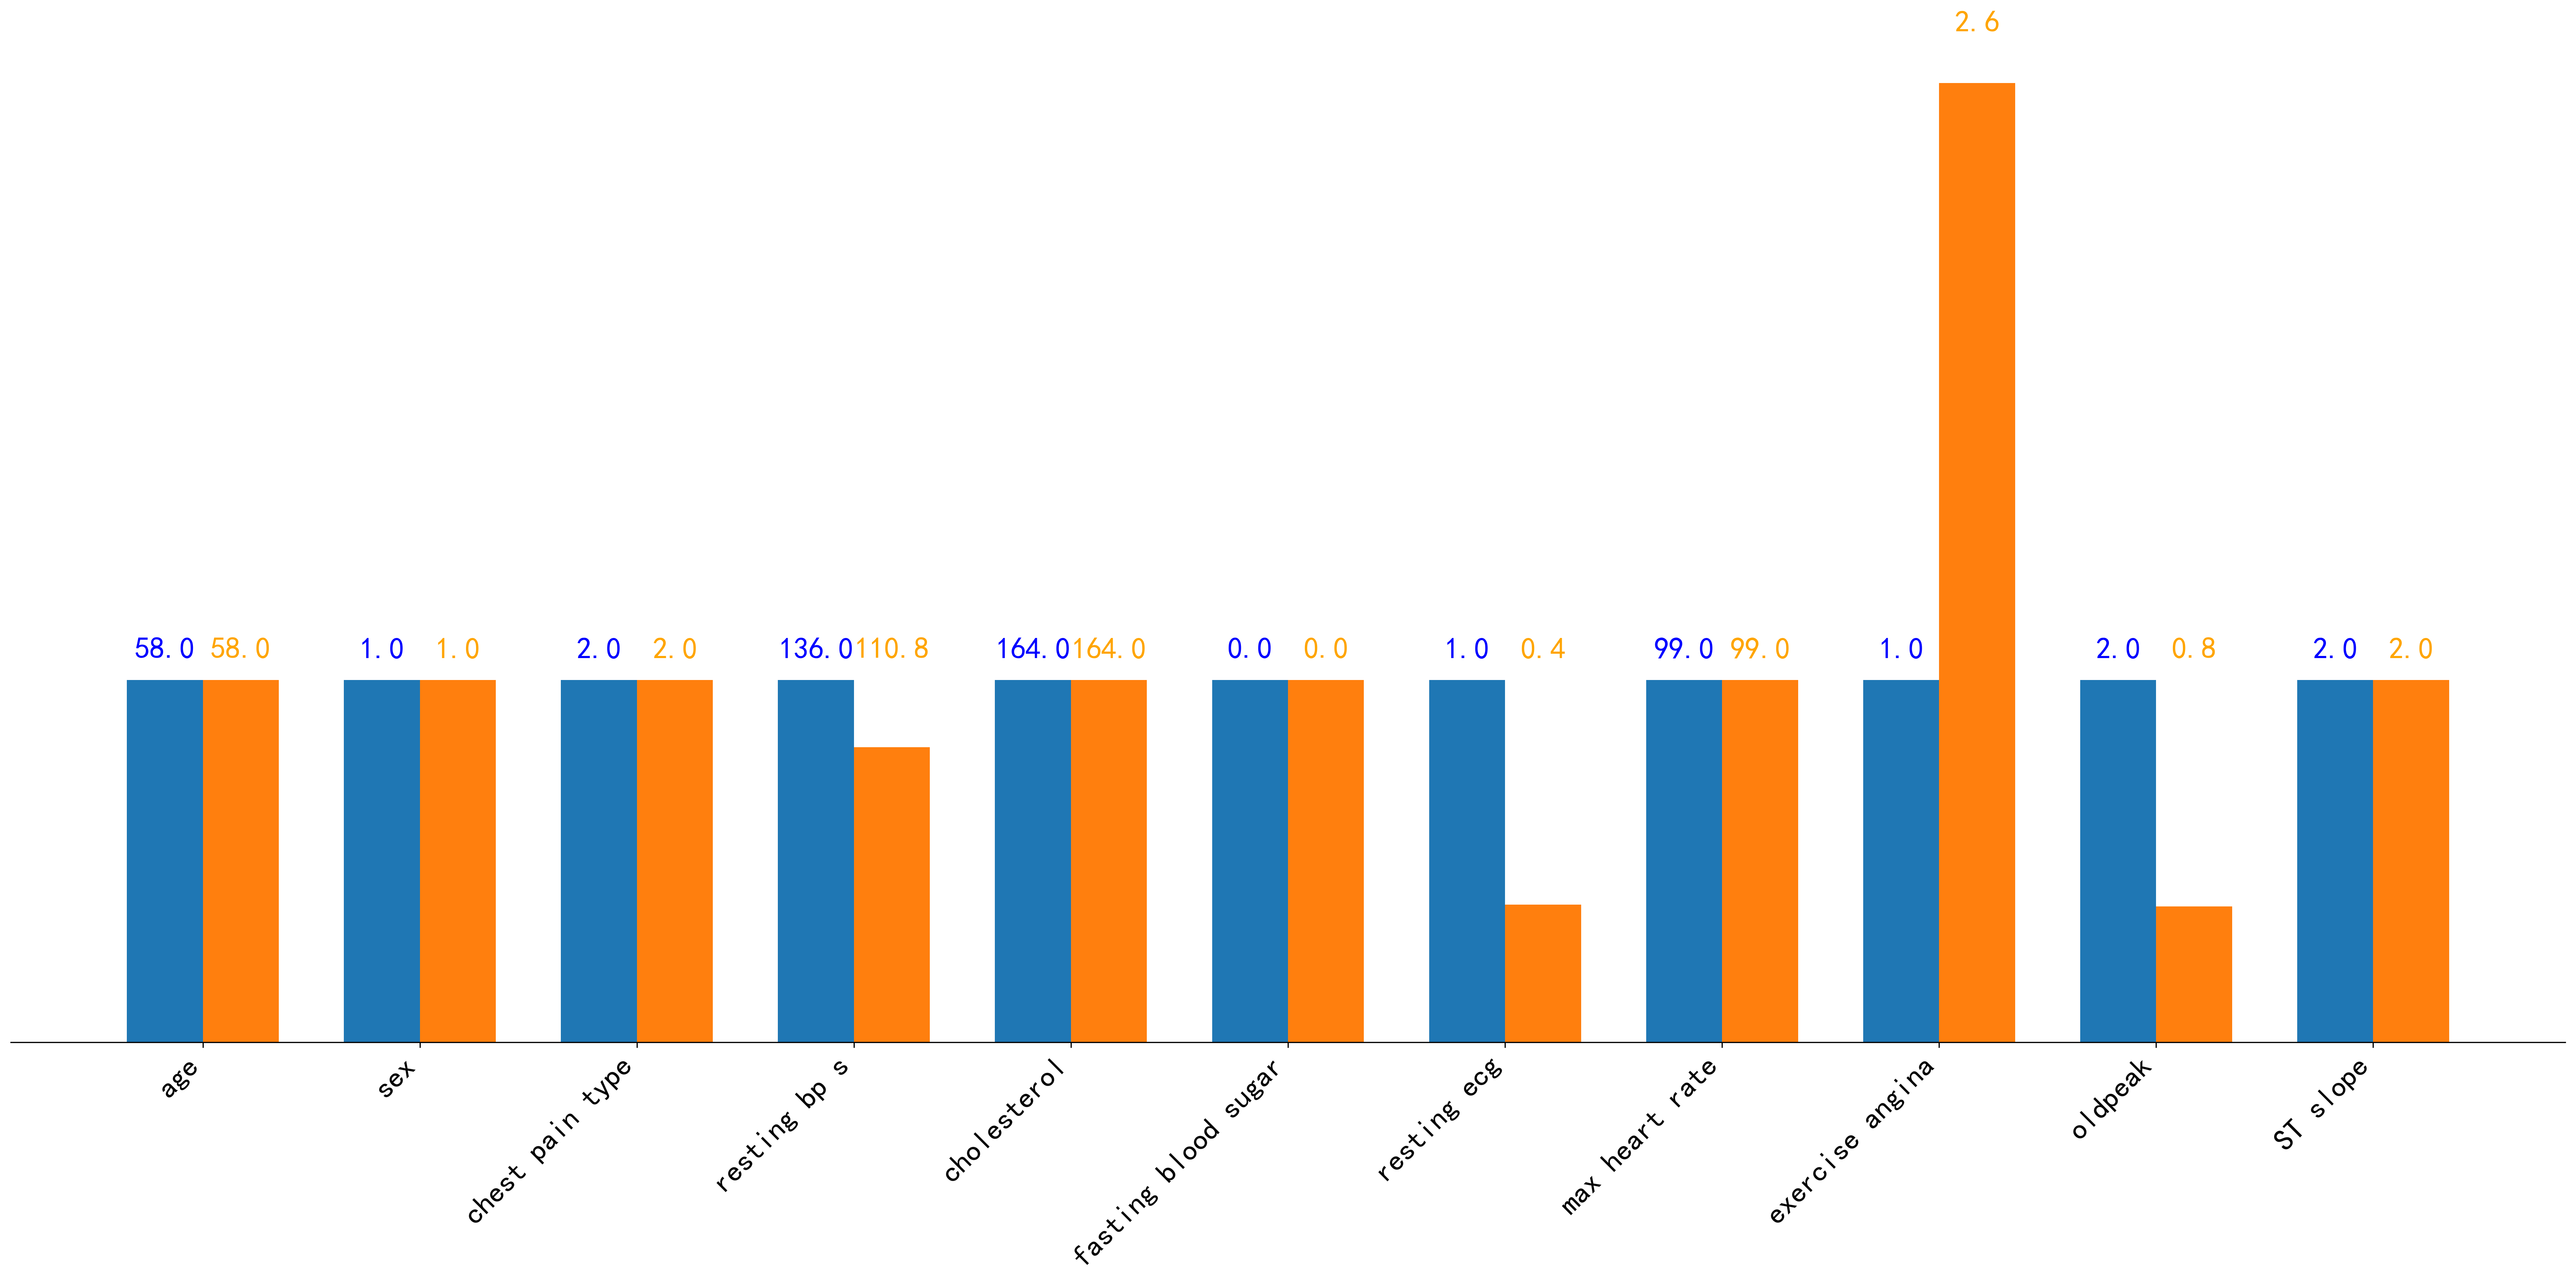 2.6
58.0 58.0 1.0 1.0 2.0 2.0 136.0 110.8 164.0 164.0 0.0 0.0 1.0 0.4 99.0 99.0 1.0 2.0 0.8 2.0 2.0
age
sex
chest pain type
resting bp s
cholesterol
fasting blood sugar
resting ecg
max heart rate
exercise angina
oldpeak
ST slope